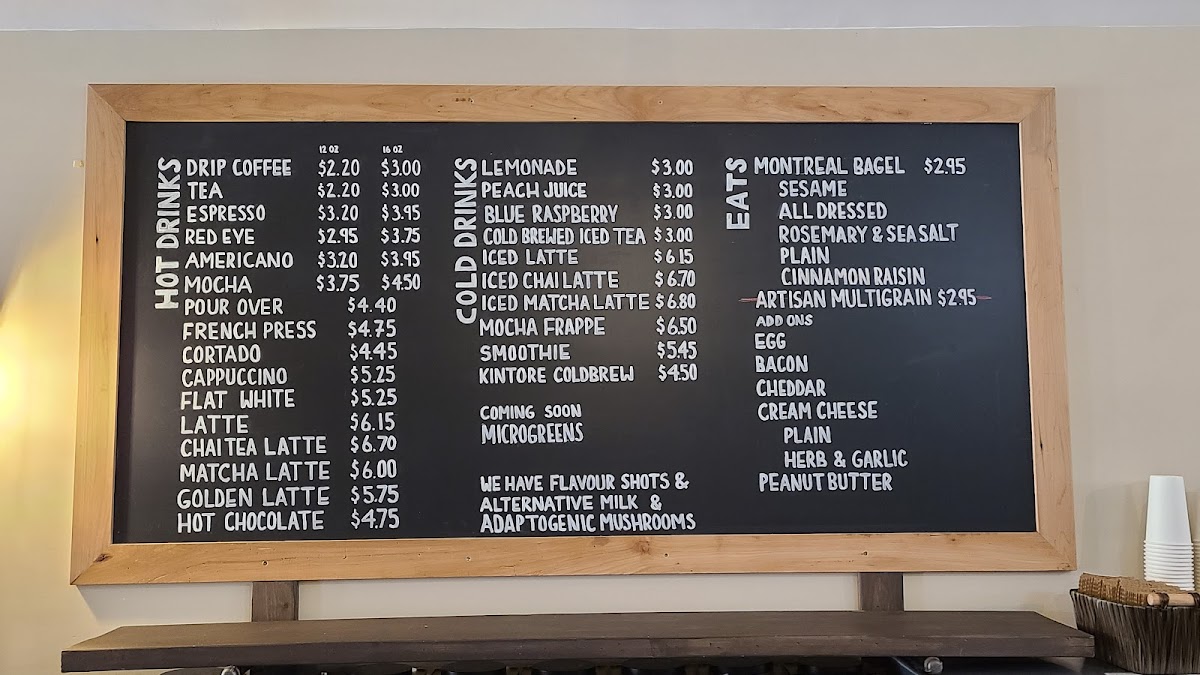 12 OZ 16 OZ
HOT DRINKS
DRIP COFFEE $2.20 $3.00
TEA $2.20 $3.00
ESPRESSO $3.20 $3.95
RED EYE $2.95 $3.75
AMERICANO $3.20 $3.95
MOCHA $3.75 $4.50
POUR OVER $4.40
FRENCH PRESS $4.75
CORTADO $4.45
CAPPUCCINO $5.25
FLAT WHITE $5.25
LATTE $6.15
CHAI TEA LATTE $6.70
MATCHA LATTE $6.00
GOLDEN LATTE $5.75
HOT CHOCOLATE $4.75
COLD DRINKS
LEMONADE $3.00
PEACH JUICE $3.00
BLUE RASPBERRY $3.00
COLD BREWED ICED TEA $3.00
ICED LATTE $6.15
ICED CHAI LATTE $6.70
ICED MATCHA LATTE $6.80
MOCHA FRAPPE $6.50
SMOOTHIE $5.45
KINTORE COLDBREW $4.50
COMING SOON
MICROGREENS
WE HAVE FLAVOUR SHOTS &
ALTERNATIVE MILK &
ADAPTOGENIC MUSHROOMS
EATS
MONTREAL BAGEL $2.95
SESAME
ALL DRESSED
ROSEMARY & SEA SALT
PLAIN
CINNAMON RAISIN
ARTISAN MULTIGRAIN $2.95
ADD ONS
EGG
BACON
CHEDDAR
CREAM CHEESE
PLAIN
HERB & GARLIC
PEANUT BUTTER